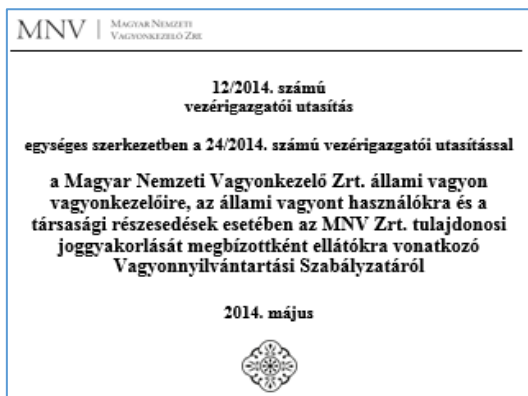 MNV
MAGYAR NEMZETI
VAGYONKEZELŐ ZRT.
12/2014. számú
vezérigazgatói utasítás
egységes szerkezetben a 24/2014. számú vezérigazgatói utasítással
a Magyar Nemzeti Vagyonkezelő Zrt. állami vagyon
vagyonkezelőire, az állami vagyont használókra és a
társasági részesedések esetében az MNV Zrt. tulajdonosi
joggyakorlását megbízottként ellátókra vonatkozó
Vagyonnyilvántartási Szabályzatáról
2014. május